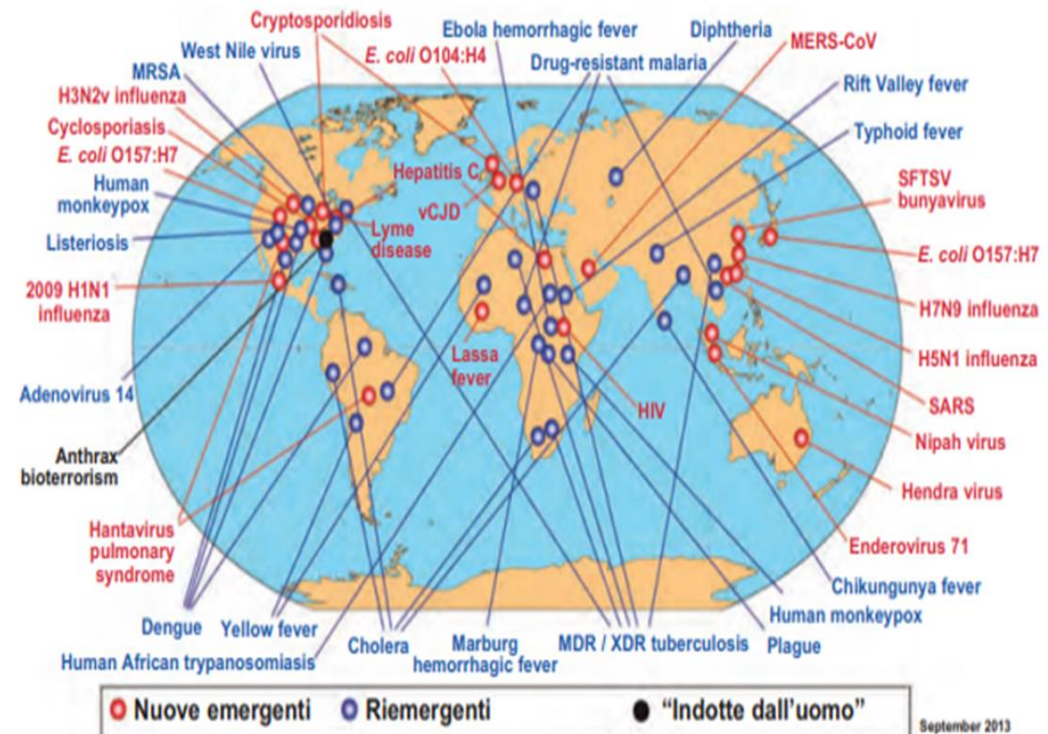 Cryptosporidiosis
Ebola hemorrhagic fever
Diphtheria
MERS-CoV
West Nile virus
E. coli O104:H4
Drug-resistant malaria
MRSA
Rift Valley fever
H3N2v influenza
Cyclosporiasis
Typhoid fever
E. coli O157:H7
Hepatitis C
SFTSV
bunyavirus
Human
monkeypox
vCJD
Lyme
disease
Listeriosis
E. coli O157:H7
2009 H1N1
influenza
H7N9 influenza
Lassa
fever
H5N1 influenza
Adenovirus 14
HIV
SARS
Nipah virus
Anthrax
bioterrorism
Hendra virus
Hantavirus
pulmonary
syndrome
Enderovirus 71
Chikungunya fever
Human monkeypox
Dengue
Yellow fever
Cholera
Marburg
hemorrhagic fever
MDR / XDR tuberculosis
Plague
Human African trypanosomiasis
Nuove emergenti
Riemergenti
"Indotte dall'uomo"
September 2013